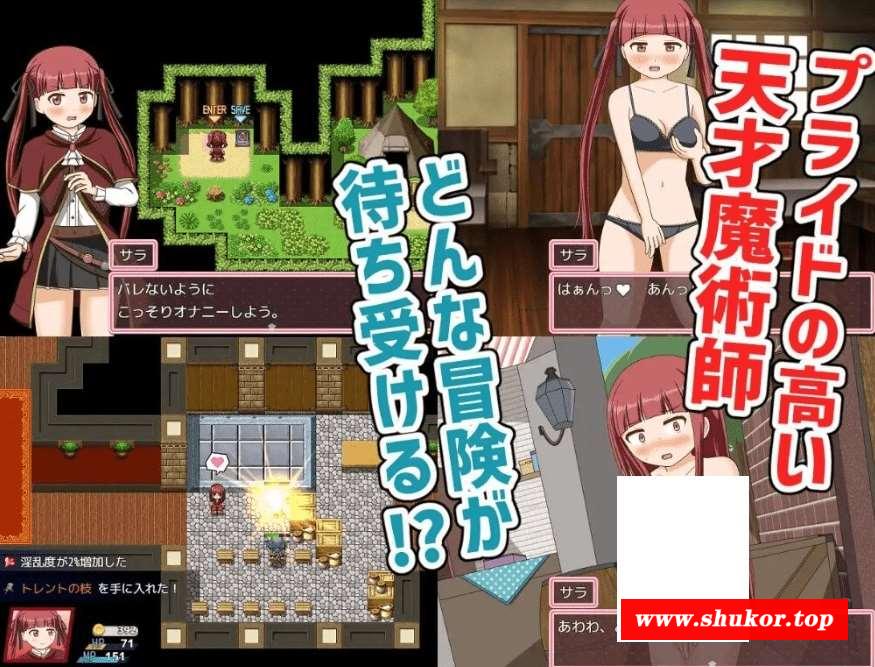 ENTER SAVE
サラ
バレないように
こっそりオナニーしよう。
サラ
はぁんっ♥ あんっ
プライドの高い
天才魔術師
どんな冒険が
待ち受ける!?
淫乱度が2%増加した
トレントの枝 を手に入れた!
392
HP 71
MP 151
サラ
あわわ、
www.shukor.top